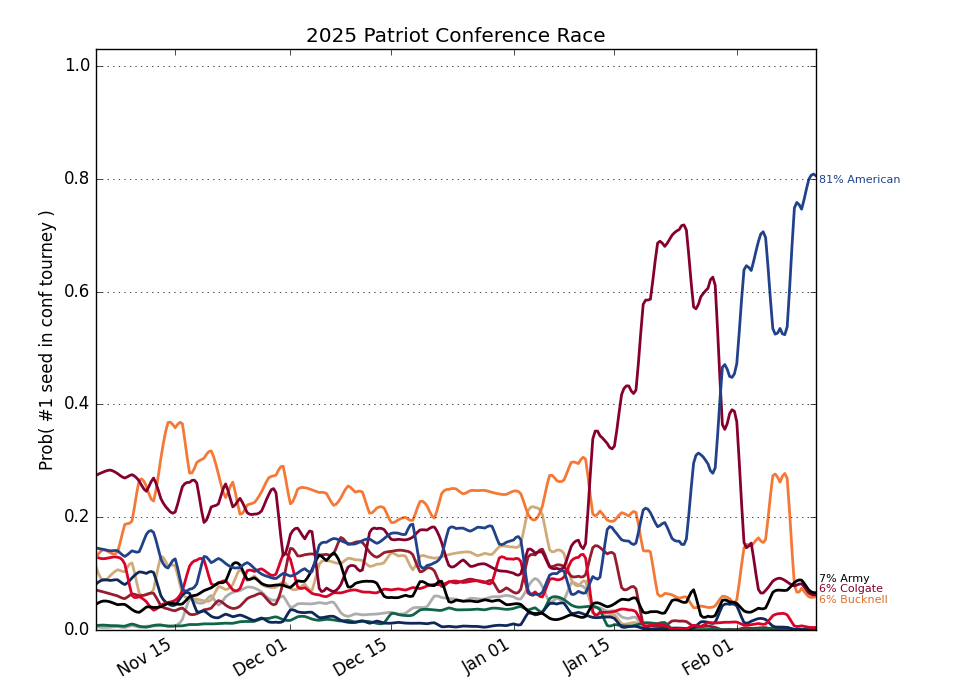 2025 Patriot Conference Race
Prob( #1 seed in conf tourney )
1.0
0.8
0.6
0.4
0.2
0.0
81% American
7% Army
6% Colgate
6% Bucknell
Nov 15
Dec 01
Dec 15
Jan 01
Jan 15
Feb 01